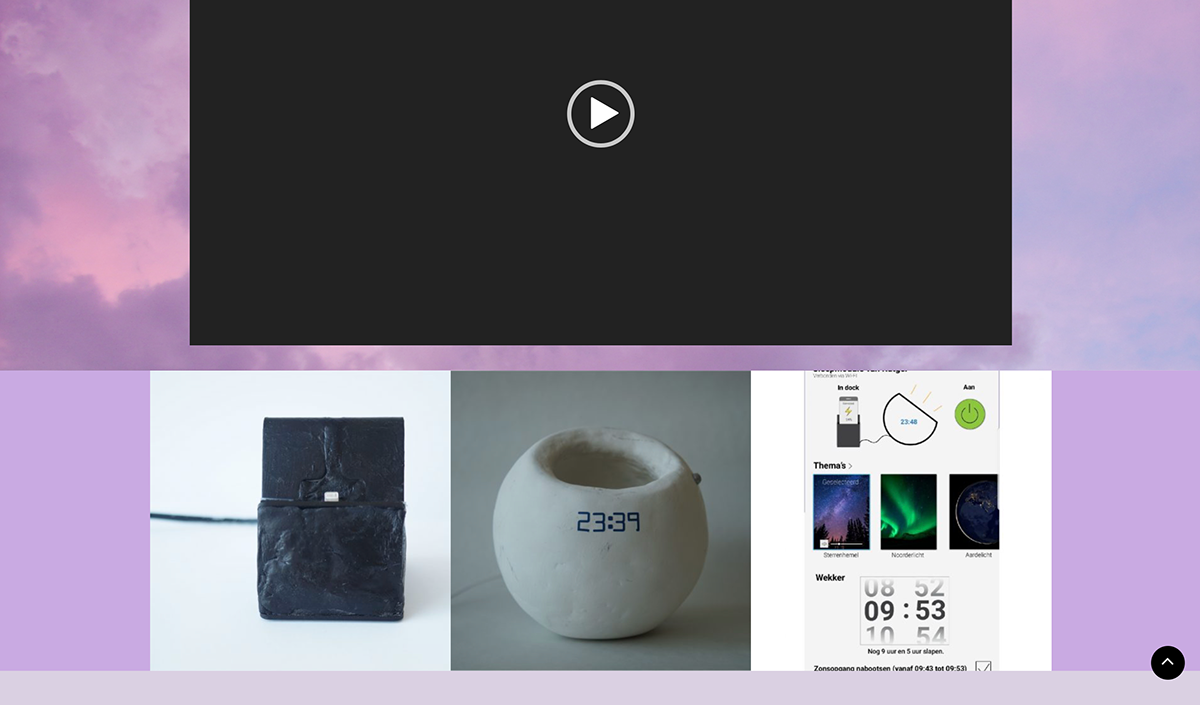 23:39
In dock
Aan
23:48
Thema's >
Geselecteerd
Sterrenhemel
Noorderlicht
Aardelicht
Wekker
08 52
09 : 53
10 54
Nog 9 uur en 5 uur slapen.
Zonsopgang nabootsen (vanaf 09:43 tot 09:53)